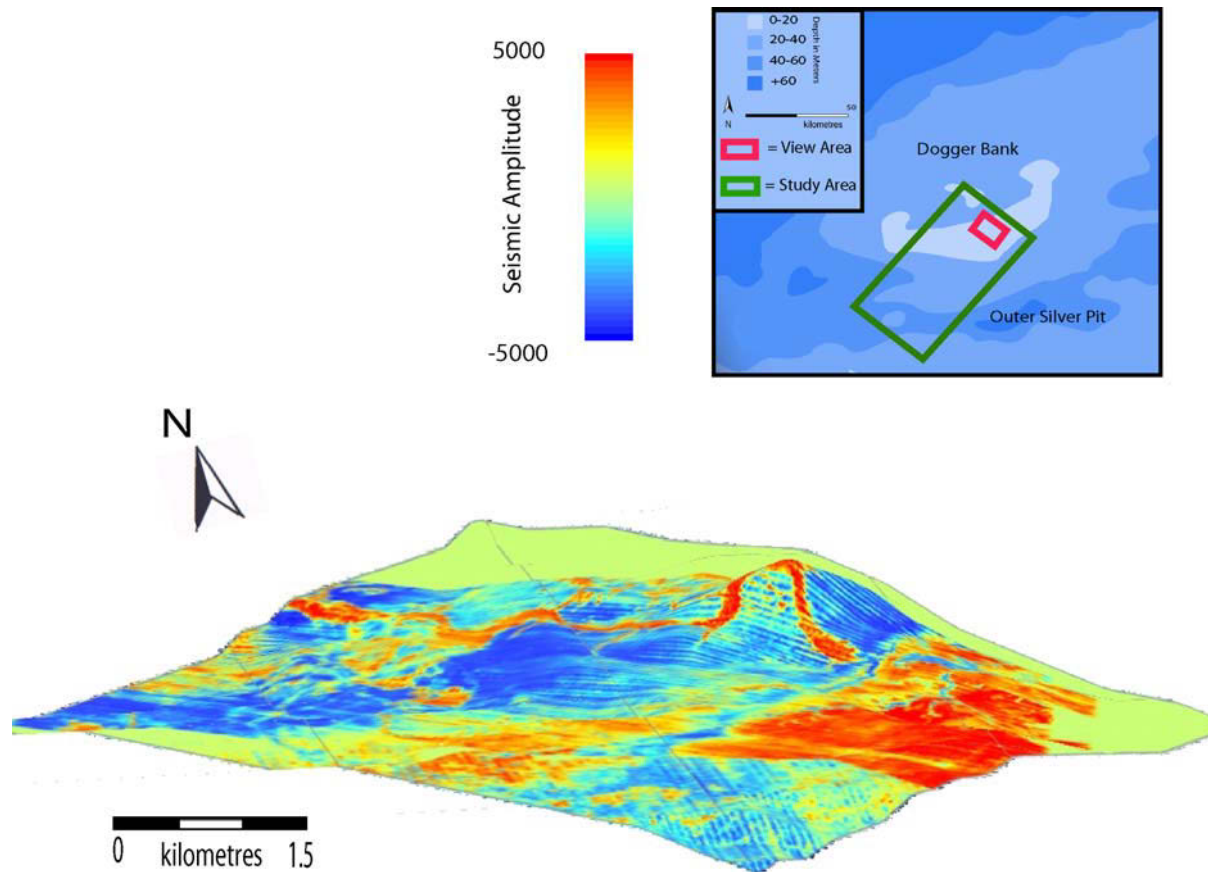 5000
Seismic Amplitude
-5000
0-20
20-40
40-60
+60
Depth in Meters
N
50
kilometres
= View Area
= Study Area
Dogger Bank
Outer Silver Pit
N
0 kilometres 1.5